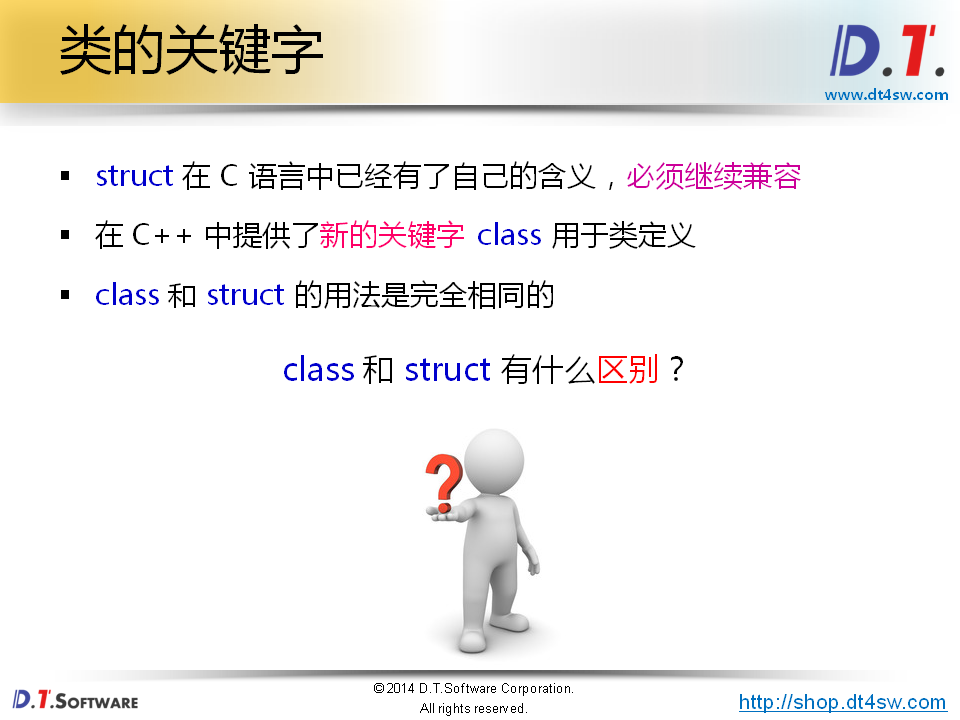 类的关键字
D.T.
www.dt4sw.com
▪ struct 在 C 语言中已经有了自己的含义，必须继续兼容
▪ 在 C++ 中提供了新的关键字 class 用于类定义
▪ class 和 struct 的用法是完全相同的
class 和 struct 有什么区别？
?
D.T.SOFTWARE
©2014 D.T.Software Corporation.
All rights reserved.
http://shop.dt4sw.com